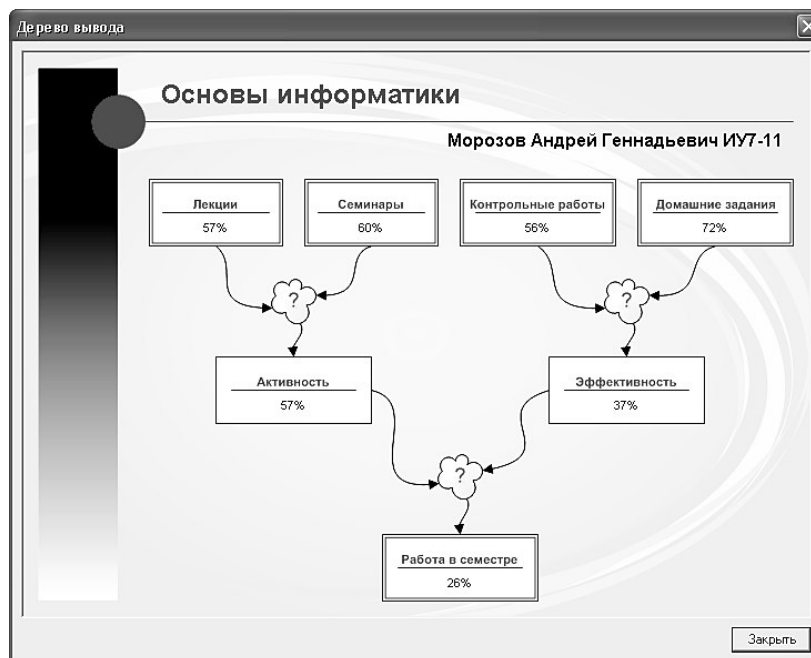 Дерево вывода
Основы информатики
Морозов Андрей Геннадьевич ИУ7-11
Лекции
57%
Семинары
60%
Контрольные работы
56%
Домашние задания
72%
?
?
Активность
57%
Эффективность
37%
?
Работа в семестре
26%
Закрыть